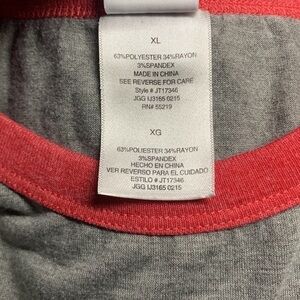 XL
63%POLYESTER 34%RAYON
3%SPANDEX
MADE IN CHINA
SEE REVERSE FOR CARE
Style # JT17346
JGG IJ3165 0215
RN# 55219
XG
63%POLIESTER 34%RAYON
3%SPANDEX
HECHO EN CHINA
VER REVERSO PARA EL CUIDADO
ESTILO # JT17346
JGG IJ3165 0215